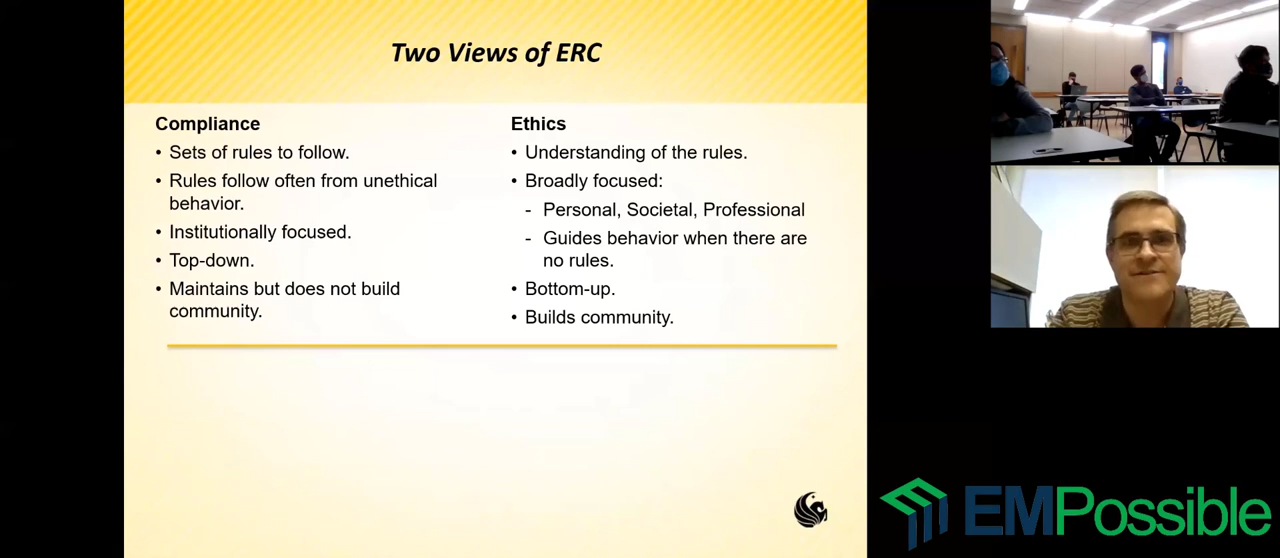 Two Views of ERC
Compliance
• Sets of rules to follow.
• Rules follow often from unethical
behavior.
• Institutionally focused.
• Top-down.
• Maintains but does not build
community.
Ethics
• Understanding of the rules.
• Broadly focused:
- Personal, Societal, Professional
- Guides behavior when there are
no rules.
• Bottom-up.
• Builds community.
EMPossible